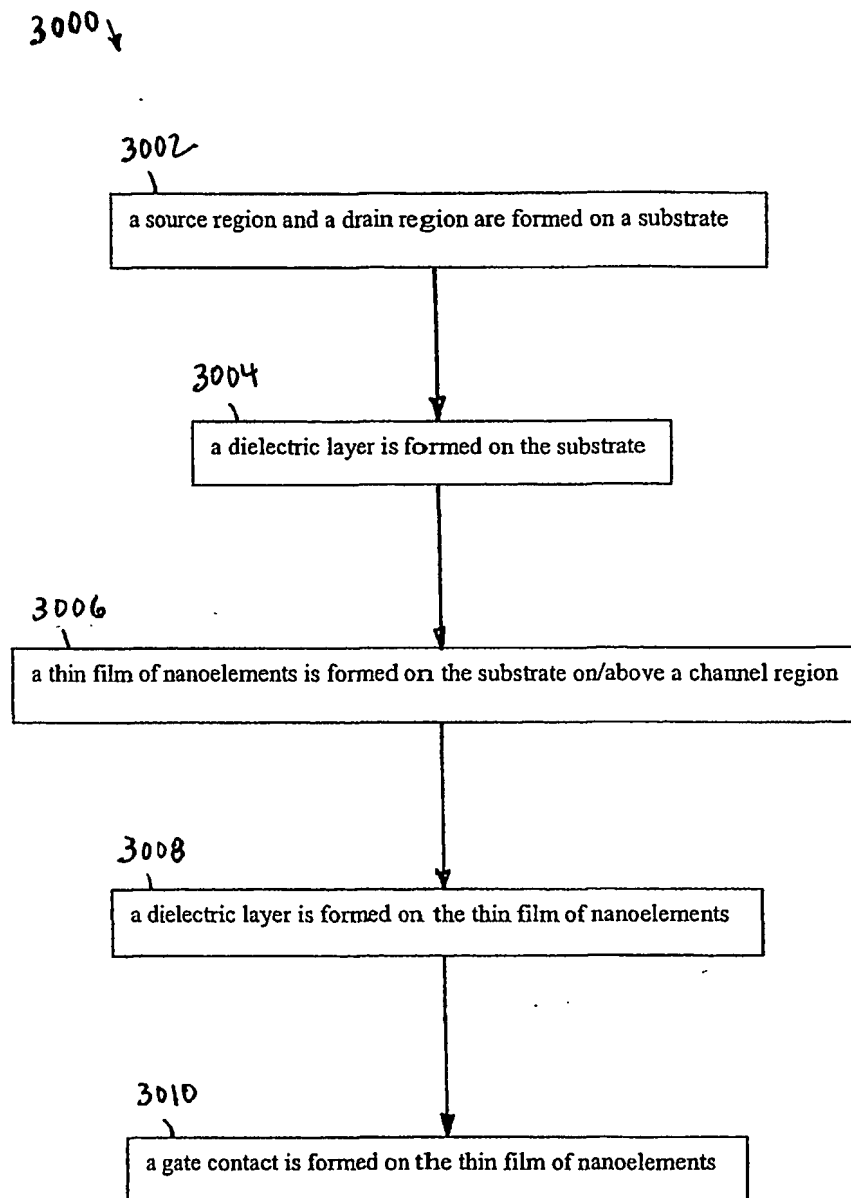 3000
3002
a source region and a drain region are formed on a substrate
3004
a dielectric layer is formed on the substrate
3006
a thin film of nanoelements is formed on the substrate on/above a channel region
3008
a dielectric layer is formed on the thin film of nanoelements
3010
a gate contact is formed on the thin film of nanoelements